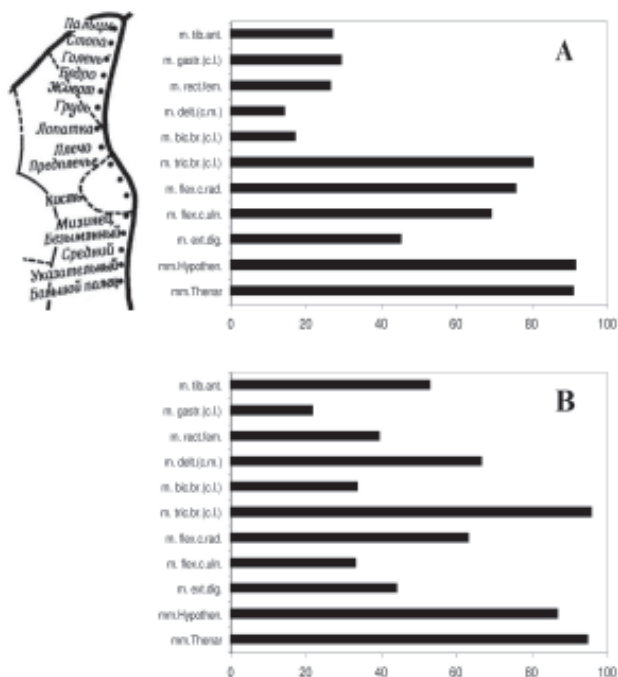 Пальцы
Стопа
Голень
Бедро
Живот
Грудь
Лопатка
Плечо
Предплечье
Кисть
Мизинец
Безымянный
Средний
Указательный
Большой палец
A
m. tib.ant.
m. gastr.(c.l.)
m. rect.fem.
m. delt.(c.m.)
m. bic.br.(c.l.)
m. tric.br.(c.l.)
m. flex.c.rad.
m. flex.c.uln.
m. ext.dig.
mm.Hypothen.
mm.Thenar
0 20 40 60 80 100
B
m. tib.ant.
m. gastr.(c.l.)
m. rect.fem.
m. delt.(c.m.)
m. bic.br.(c.l.)
m. tric.br.(c.l.)
m. flex.c.rad.
m. flex.c.uln.
m. ext.dig.
mm.Hypothen.
mm.Thenar
0 20 40 60 80 100